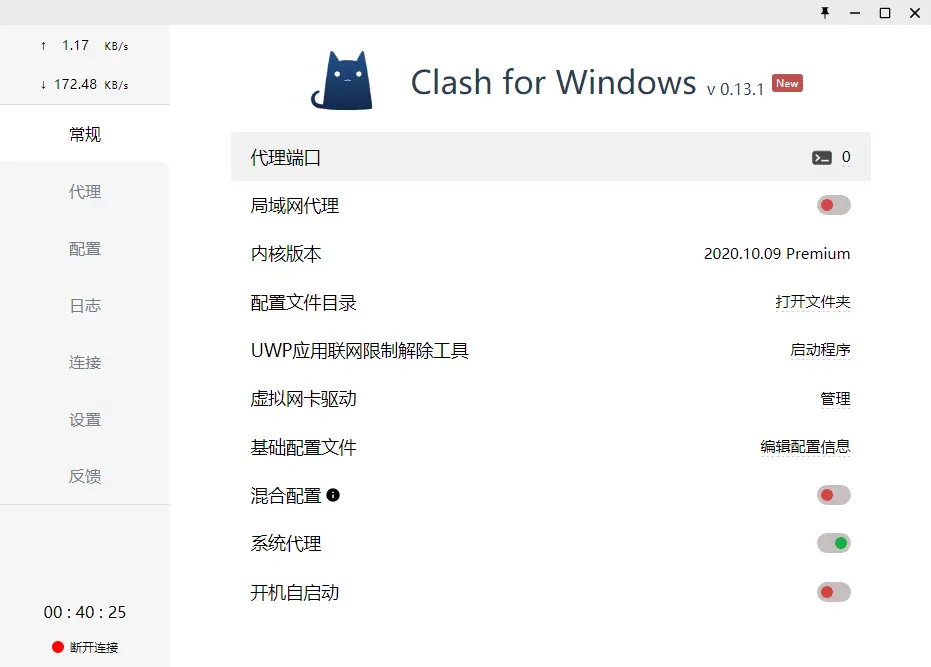 ↑ 1.17 KB/s
↓ 172.48 KB/s
常规
代理
配置
日志
连接
设置
反馈
00 : 40 : 25
断开连接
Clash for Windows v 0.13.1 New
代理端口 0
局域网代理
内核版本 2020.10.09 Premium
配置文件目录 打开文件夹
UWP应用联网限制解除工具 启动程序
虚拟网卡驱动 管理
基础配置文件 编辑配置信息
混合配置
系统代理
开机自启动